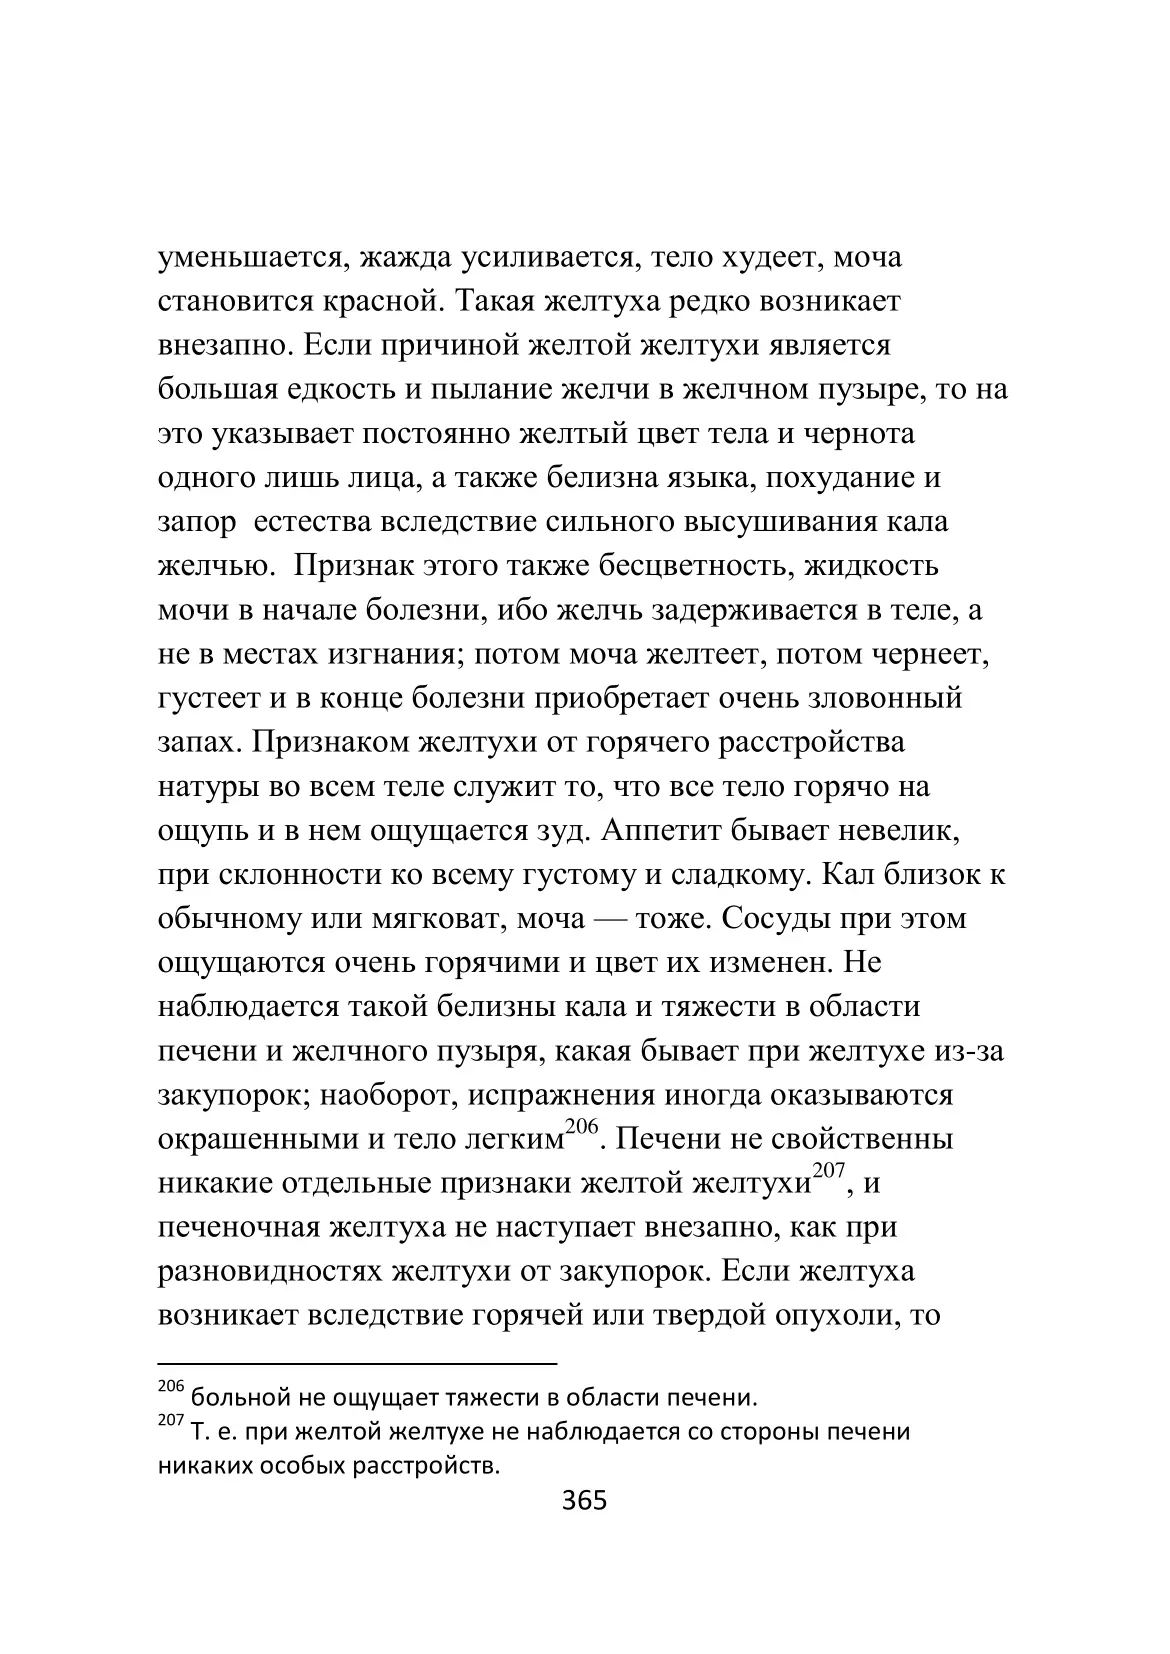 уменьшается, жажда усиливается, тело худеет, моча
становится красной. Такая желтуха редко возникает
внезапно. Если причиной желтой желтухи является
большая едкость и пылание желчи в желчном пузыре, то на
это указывает постоянно желтый цвет тела и чернота
одного лишь лица, а также белизна языка, похудание и
запор  естества вследствие сильного высушивания кала
желчью.  Признак этого также бесцветность, жидкость
мочи в начале болезни, ибо желчь задерживается в теле, а
не в местах изгнания; потом моча желтеет, потом чернеет,
густеет и в конце болезни приобретает очень зловонный
запах. Признаком желтухи от горячего расстройства
натуры во всем теле служит то, что все тело горячо на
ощупь и в нем ощущается зуд. Аппетит бывает невелик,
при склонности ко всему густому и сладкому. Кал близок к
обычному или мягковат, моча — тоже. Сосуды при этом
ощущаются очень горячими и цвет их изменен. Не
наблюдается такой белизны кала и тяжести в области
печени и желчного пузыря, какая бывает при желтухе из-за
закупорок; наоборот, испражнения иногда оказываются
окрашенными и тело легким206. Печени не свойственны
никакие отдельные признаки желтой желтухи207, и
печеночная желтуха не наступает внезапно, как при
разновидностях желтухи от закупорок. Если желтуха
возникает вследствие горячей или твердой опухоли, то
206 больной не ощущает тяжести в области печени.
207 Т. е. при желтой желтухе не наблюдается со стороны печени
никаких особых расстройств.
365